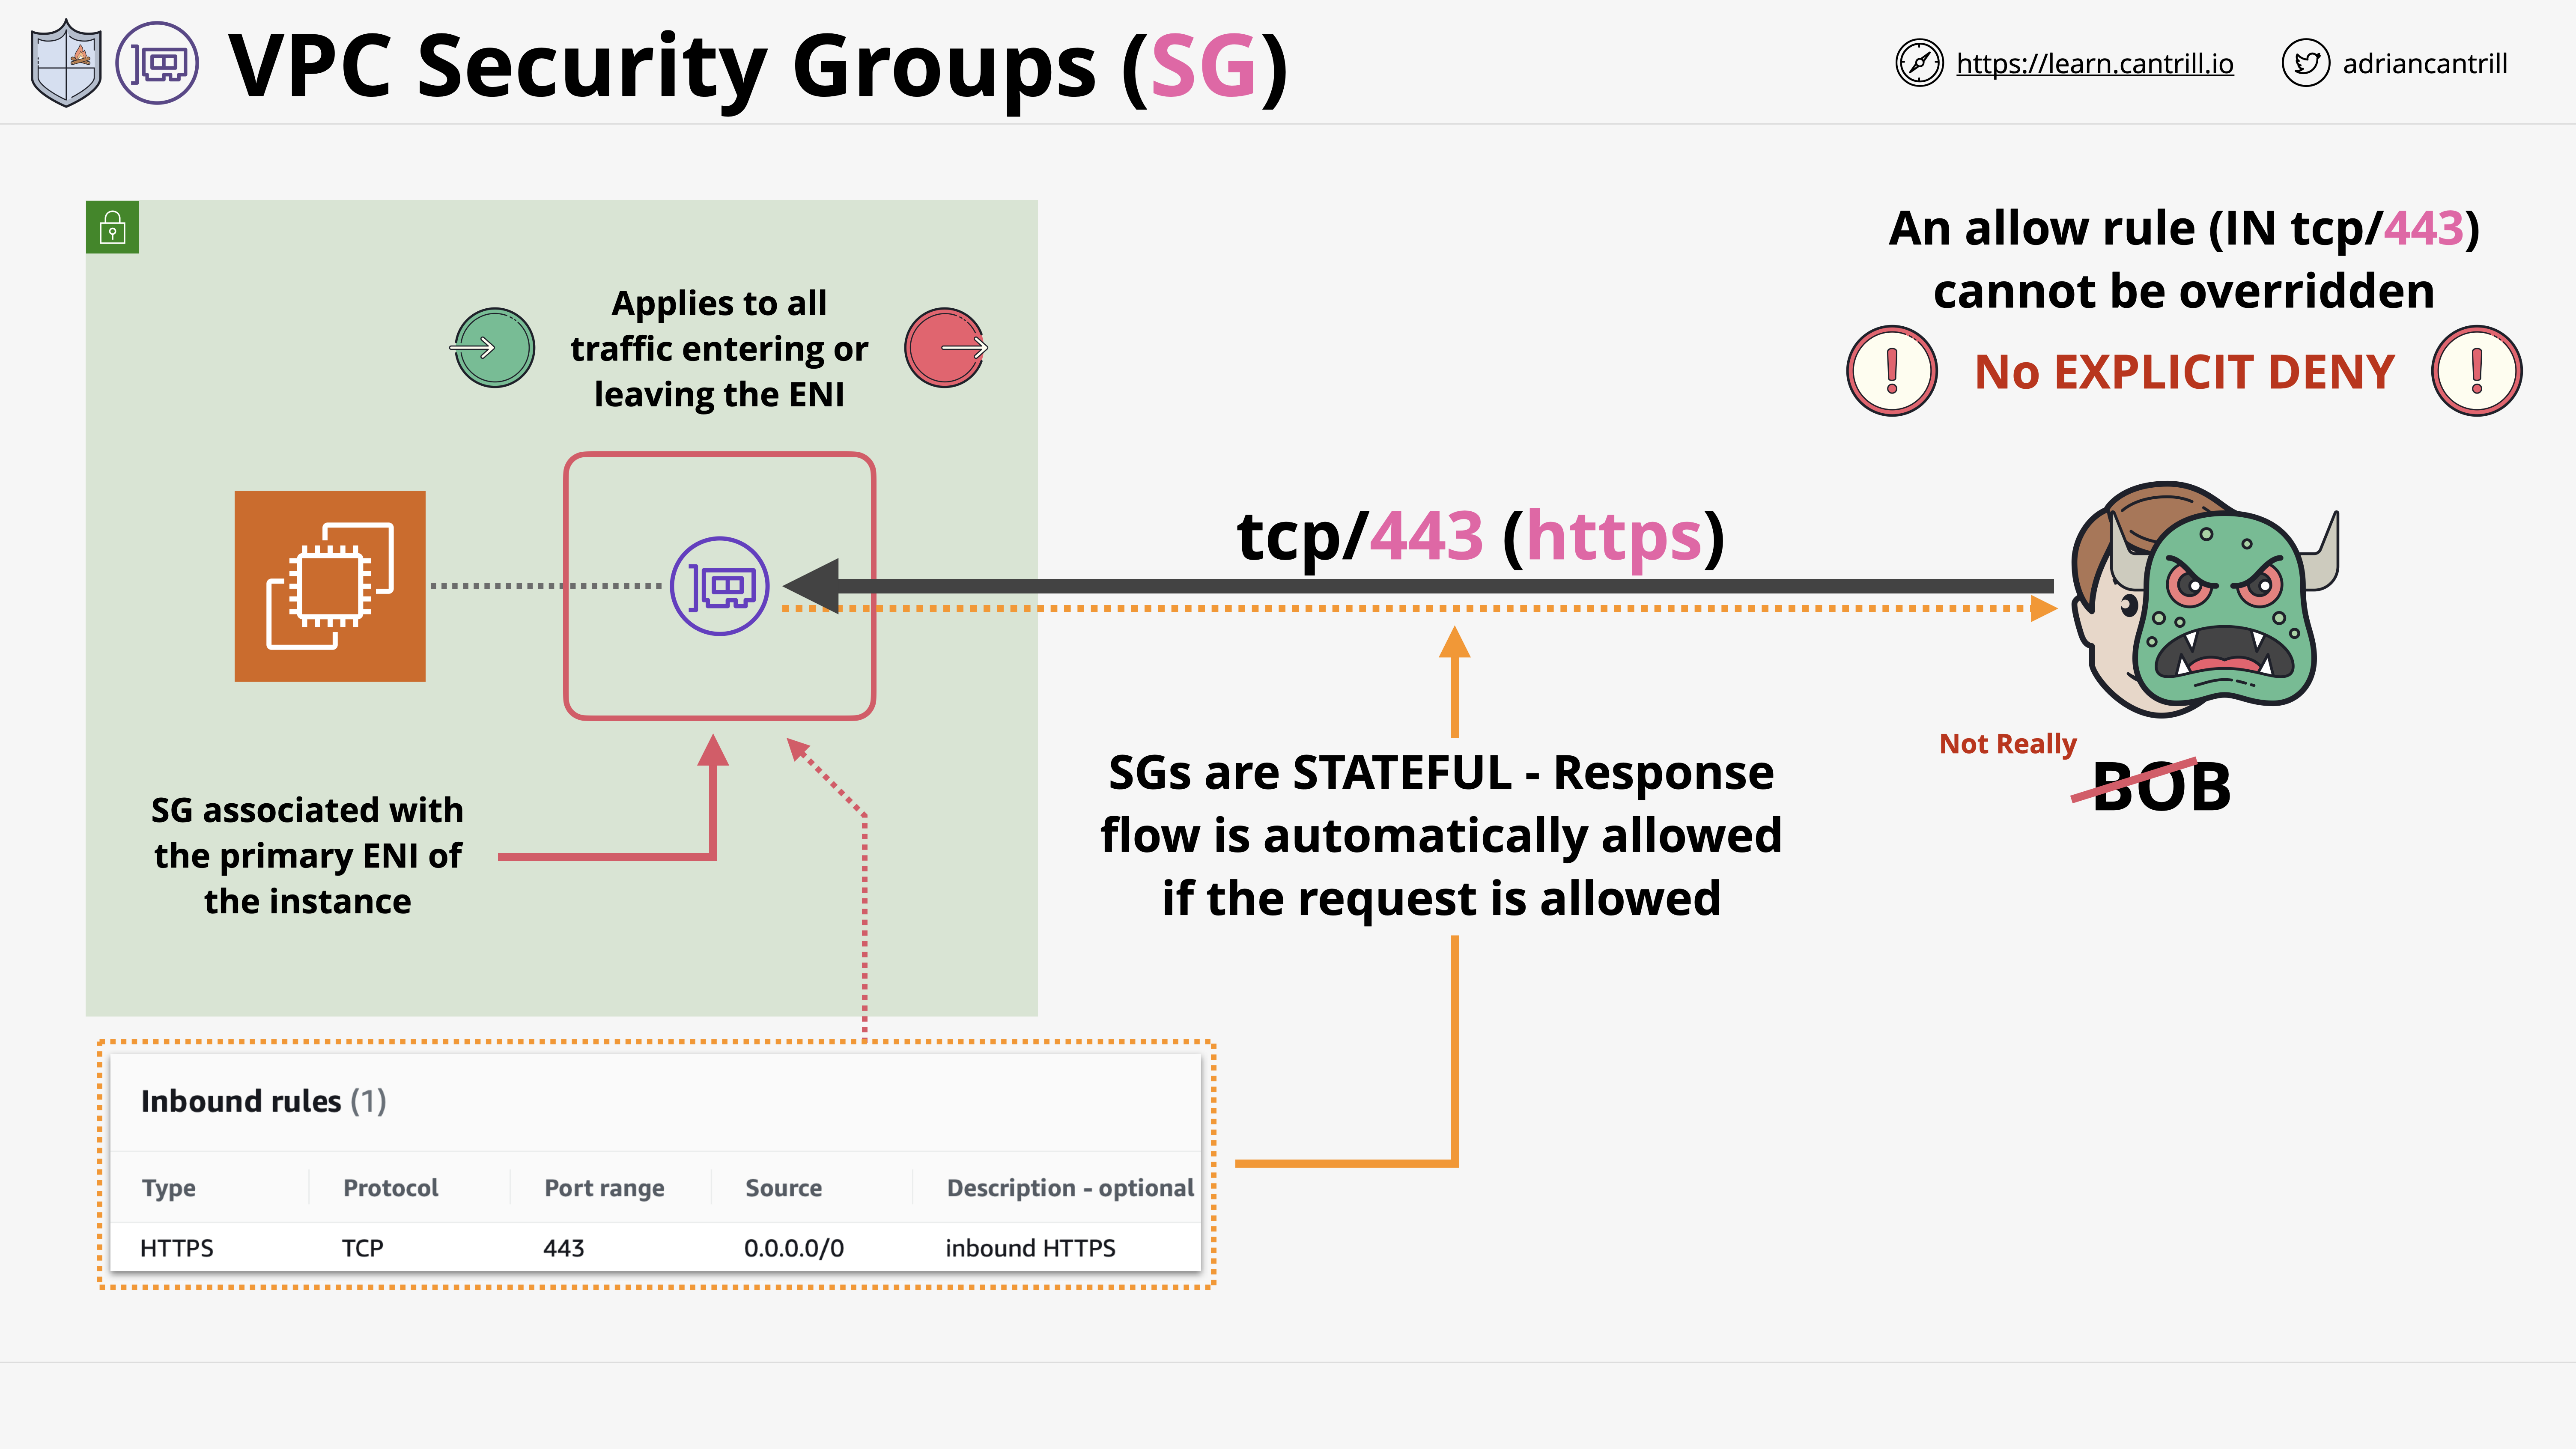 VPC Security Groups (SG)
https://learn.cantrill.io
adriancantrill
Applies to all
traffic entering or
leaving the ENI
An allow rule (IN tcp/443)
cannot be overridden
No EXPLICIT DENY
tcp/443 (https)
Not Really
BOB
SGs are STATEFUL - Response
flow is automatically allowed
if the request is allowed
SG associated with
the primary ENI of
the instance
Inbound rules (1)
Type Protocol Port range Source Description - optional
HTTPS TCP 443 0.0.0.0/0 inbound HTTPS